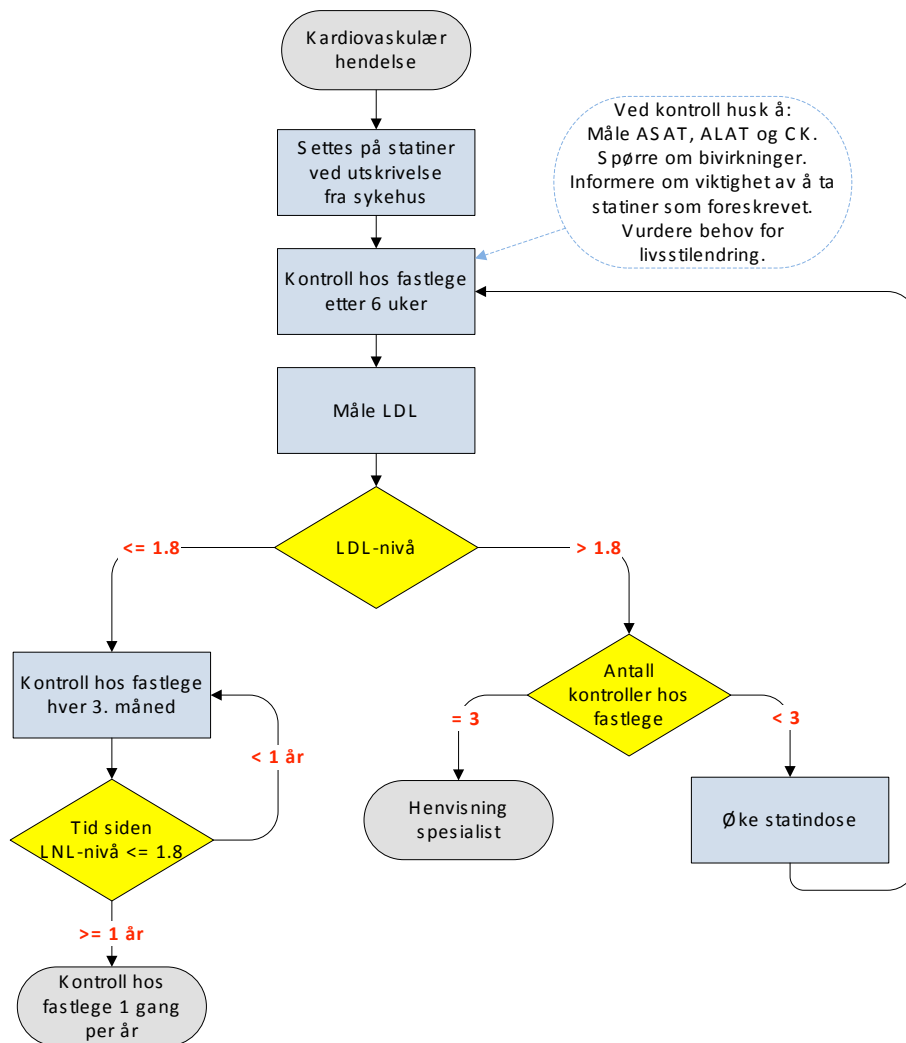 Kardiovaskulær
hendelse
Settes på statiner
ved utskrivelse
fra sykehus
Ved kontroll husk å:
Måle ASAT, ALAT og CK.
Spørre om bivirkninger.
Informere om viktighet av å ta
statiner som foreskrevet.
Vurdere behov for
livsstilendring.
Kontroll hos fastlege
etter 6 uker
Måle LDL
LDL-nivå
<= 1.8
> 1.8
Kontroll hos fastlege
hver 3. måned
Antall
kontroller hos
fastlege
= 3
< 3
< 1 år
Henvisning
spesialist
Øke statindose
Tid siden
LNL-nivå <= 1.8
>= 1 år
Kontroll hos
fastlege 1 gang
per år